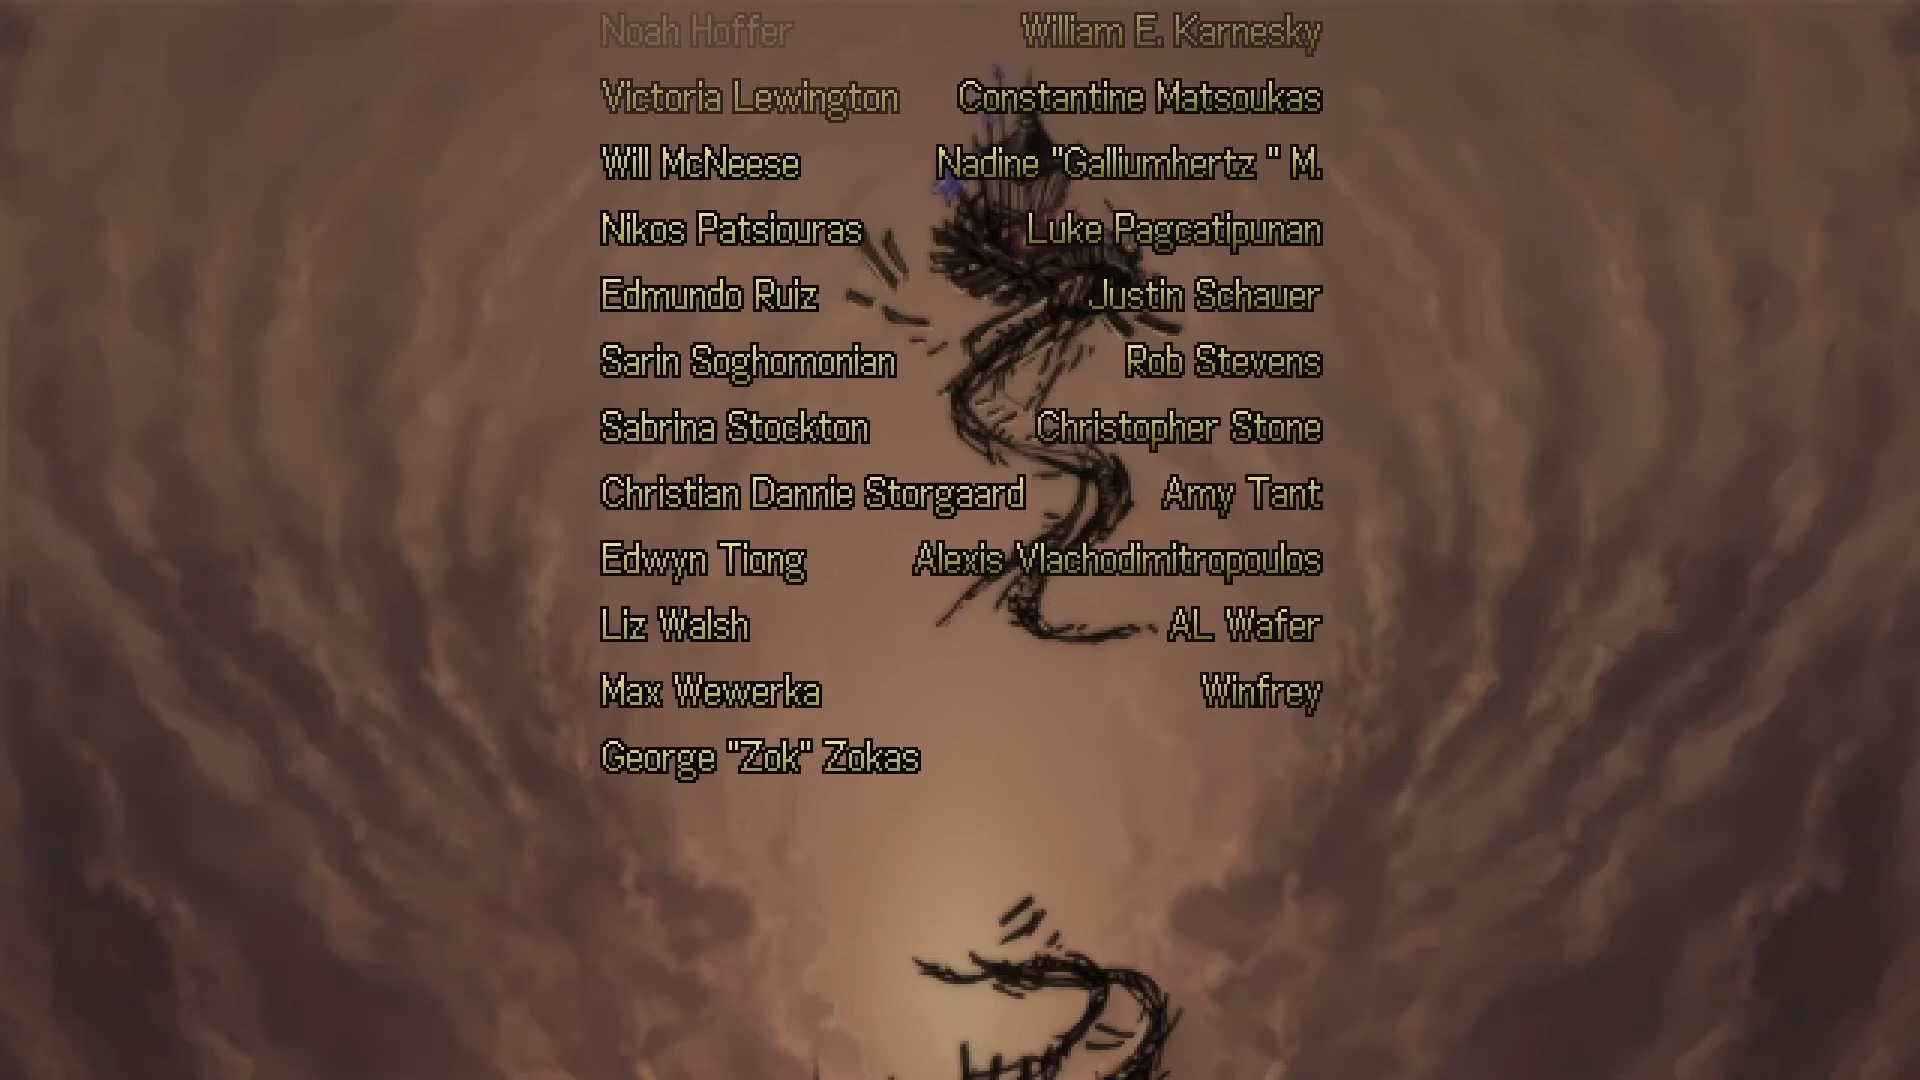 Noah Hoffer William E. Karnesky
Victoria Lewington Constantine Matsoukas
Will McNeese Nadine "Galliumhertz " M.
Nikos Patsiouras Luke Pagcatipunan
Edmundo Ruiz Justin Schauer
Sarin Soghomonian Rob Stevens
Sabrina Stockton Christopher Stone
Christian Dannie Storgaard Amy Tant
Edwyn Tiong Alexis Vlachodimitropoulos
Liz Walsh AL Wafer
Max Wewerka Winfrey
George "Zok" Zokas